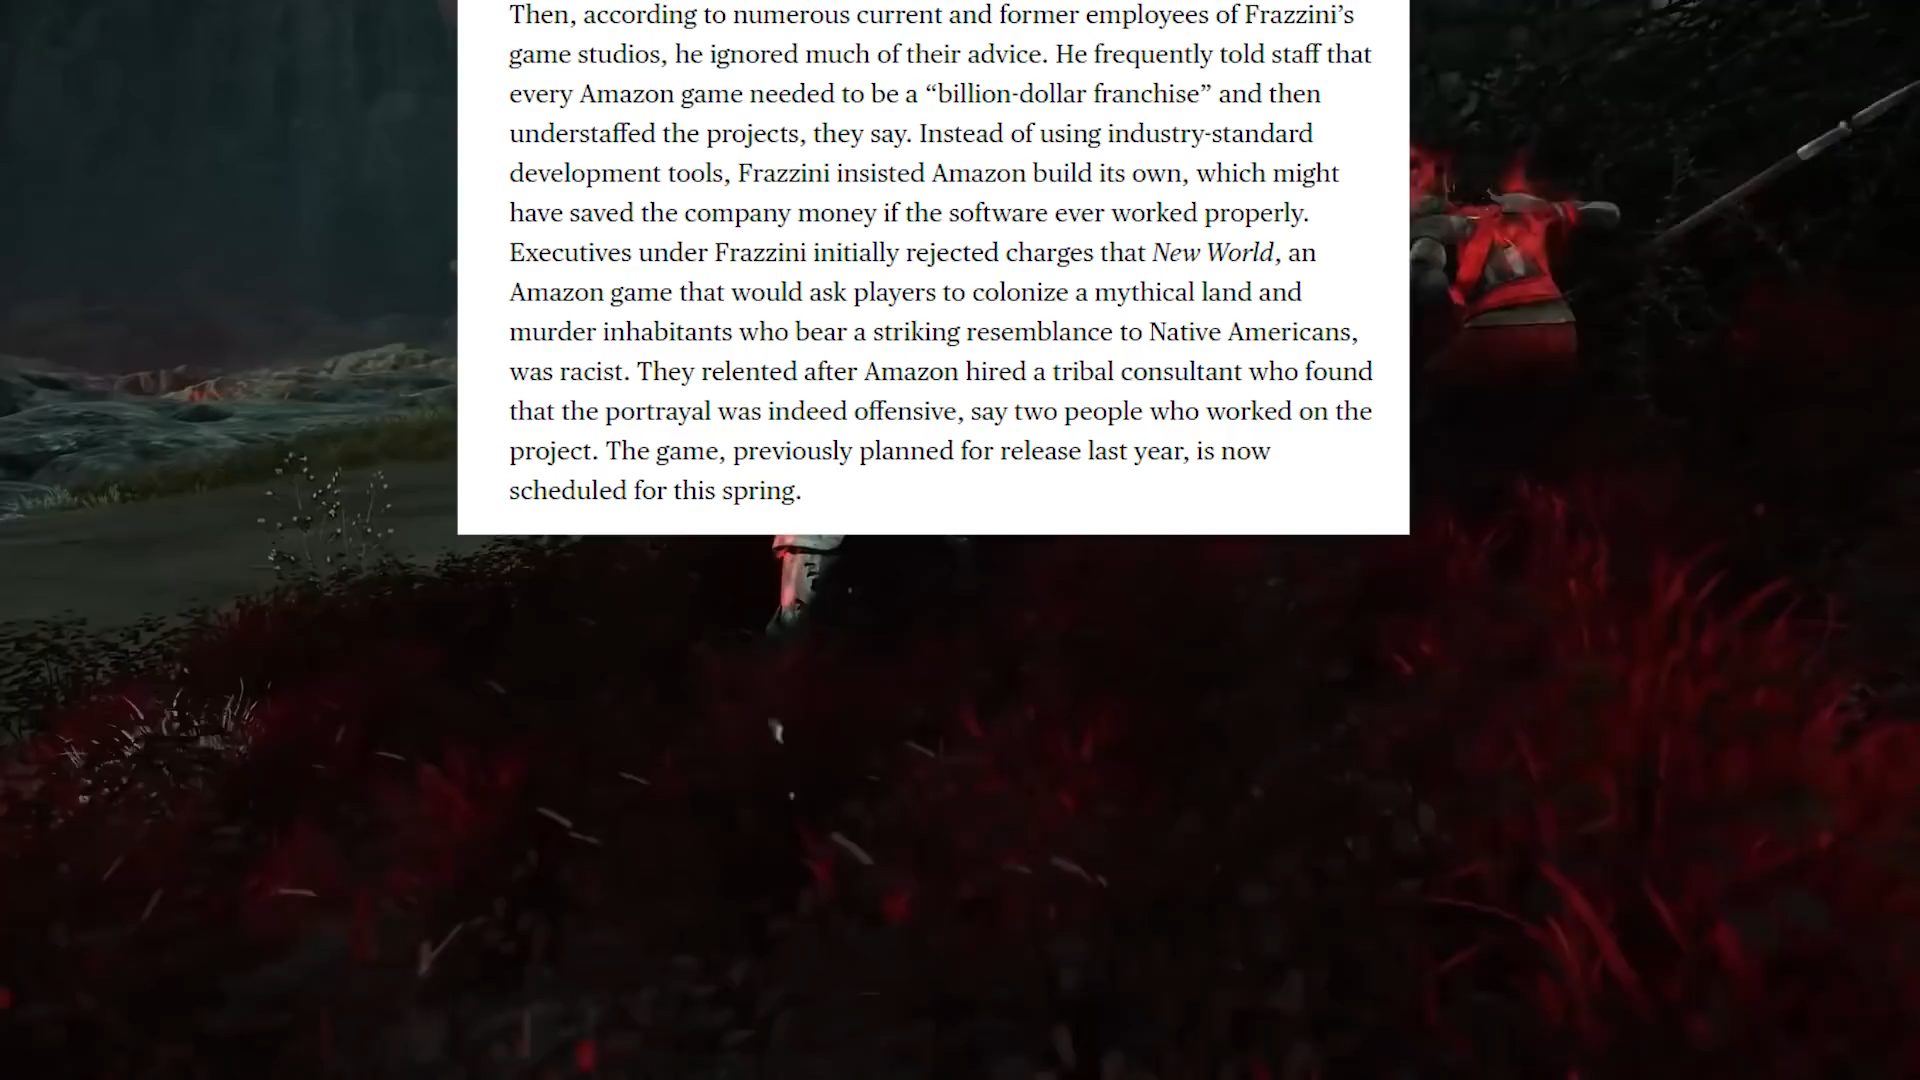 Then, according to numerous current and former employees of Frazzini’s
game studios, he ignored much of their advice. He frequently told staff that
every Amazon game needed to be a “billion-dollar franchise” and then
understaffed the projects, they say. Instead of using industry-standard
development tools, Frazzini insisted Amazon build its own, which might
have saved the company money if the software ever worked properly.
Executives under Frazzini initially rejected charges that New World, an
Amazon game that would ask players to colonize a mythical land and
murder inhabitants who bear a striking resemblance to Native Americans,
was racist. They relented after Amazon hired a tribal consultant who found
that the portrayal was indeed offensive, say two people who worked on the
project. The game, previously planned for release last year, is now
scheduled for this spring.